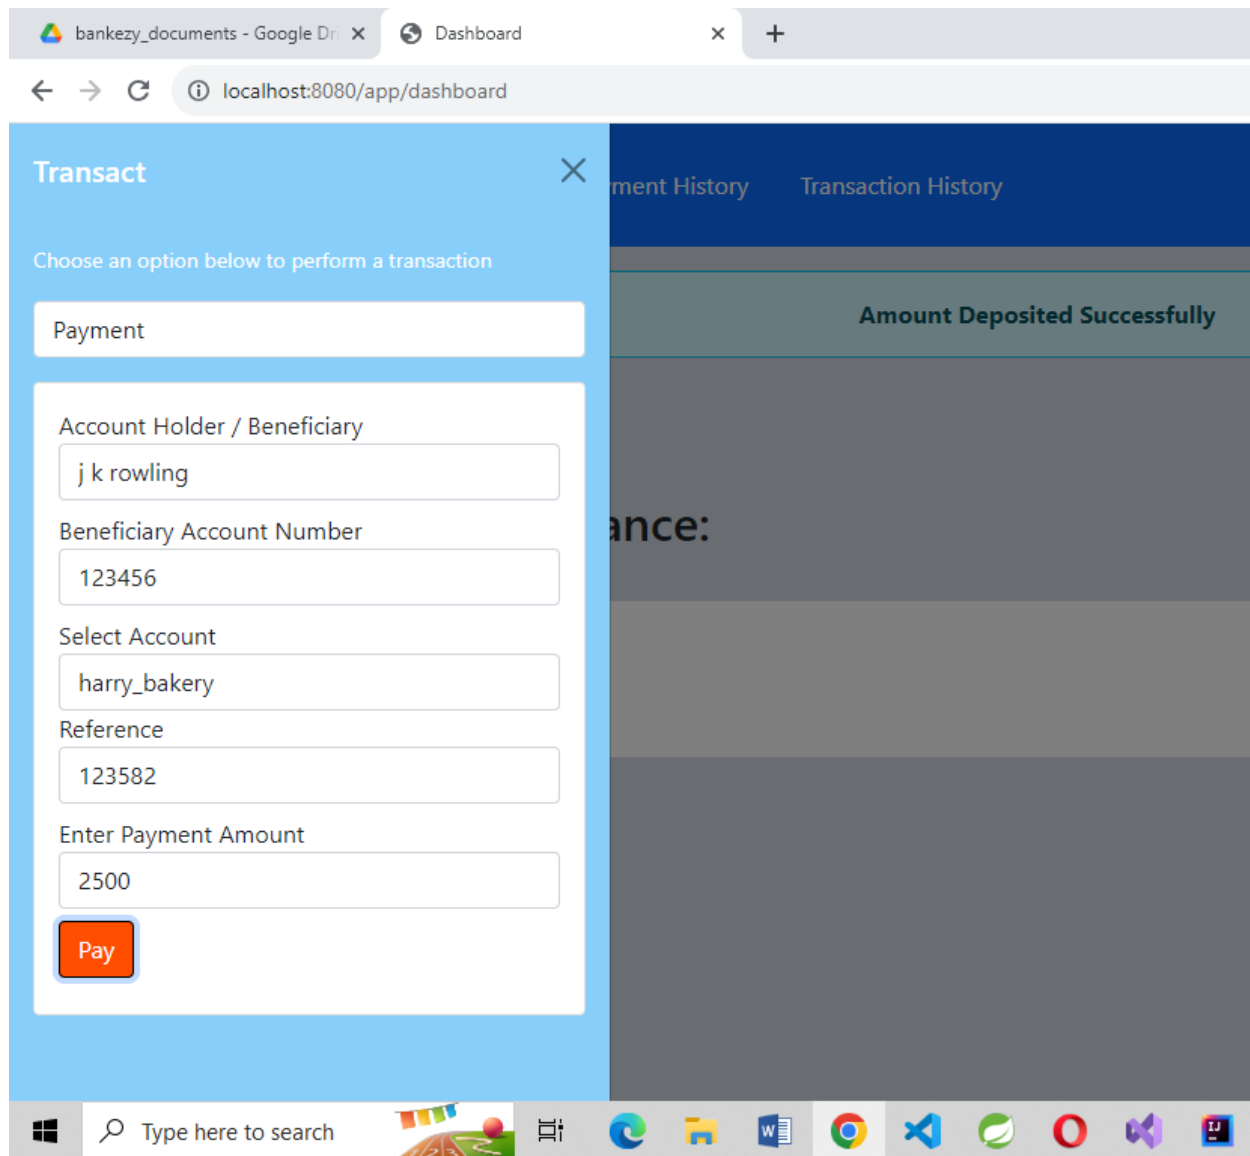 bankezy_documents - Google Dri
Dashboard
localhost:8080/app/dashboard
Transact
ment History
Transaction History
Choose an option below to perform a transaction
Amount Deposited Successfully
Payment
Account Holder / Beneficiary
j k rowling
Beneficiary Account Number
ance:
123456
Select Account
harry_bakery
Reference
123582
Enter Payment Amount
2500
Pay
Type here to search
W
IJ